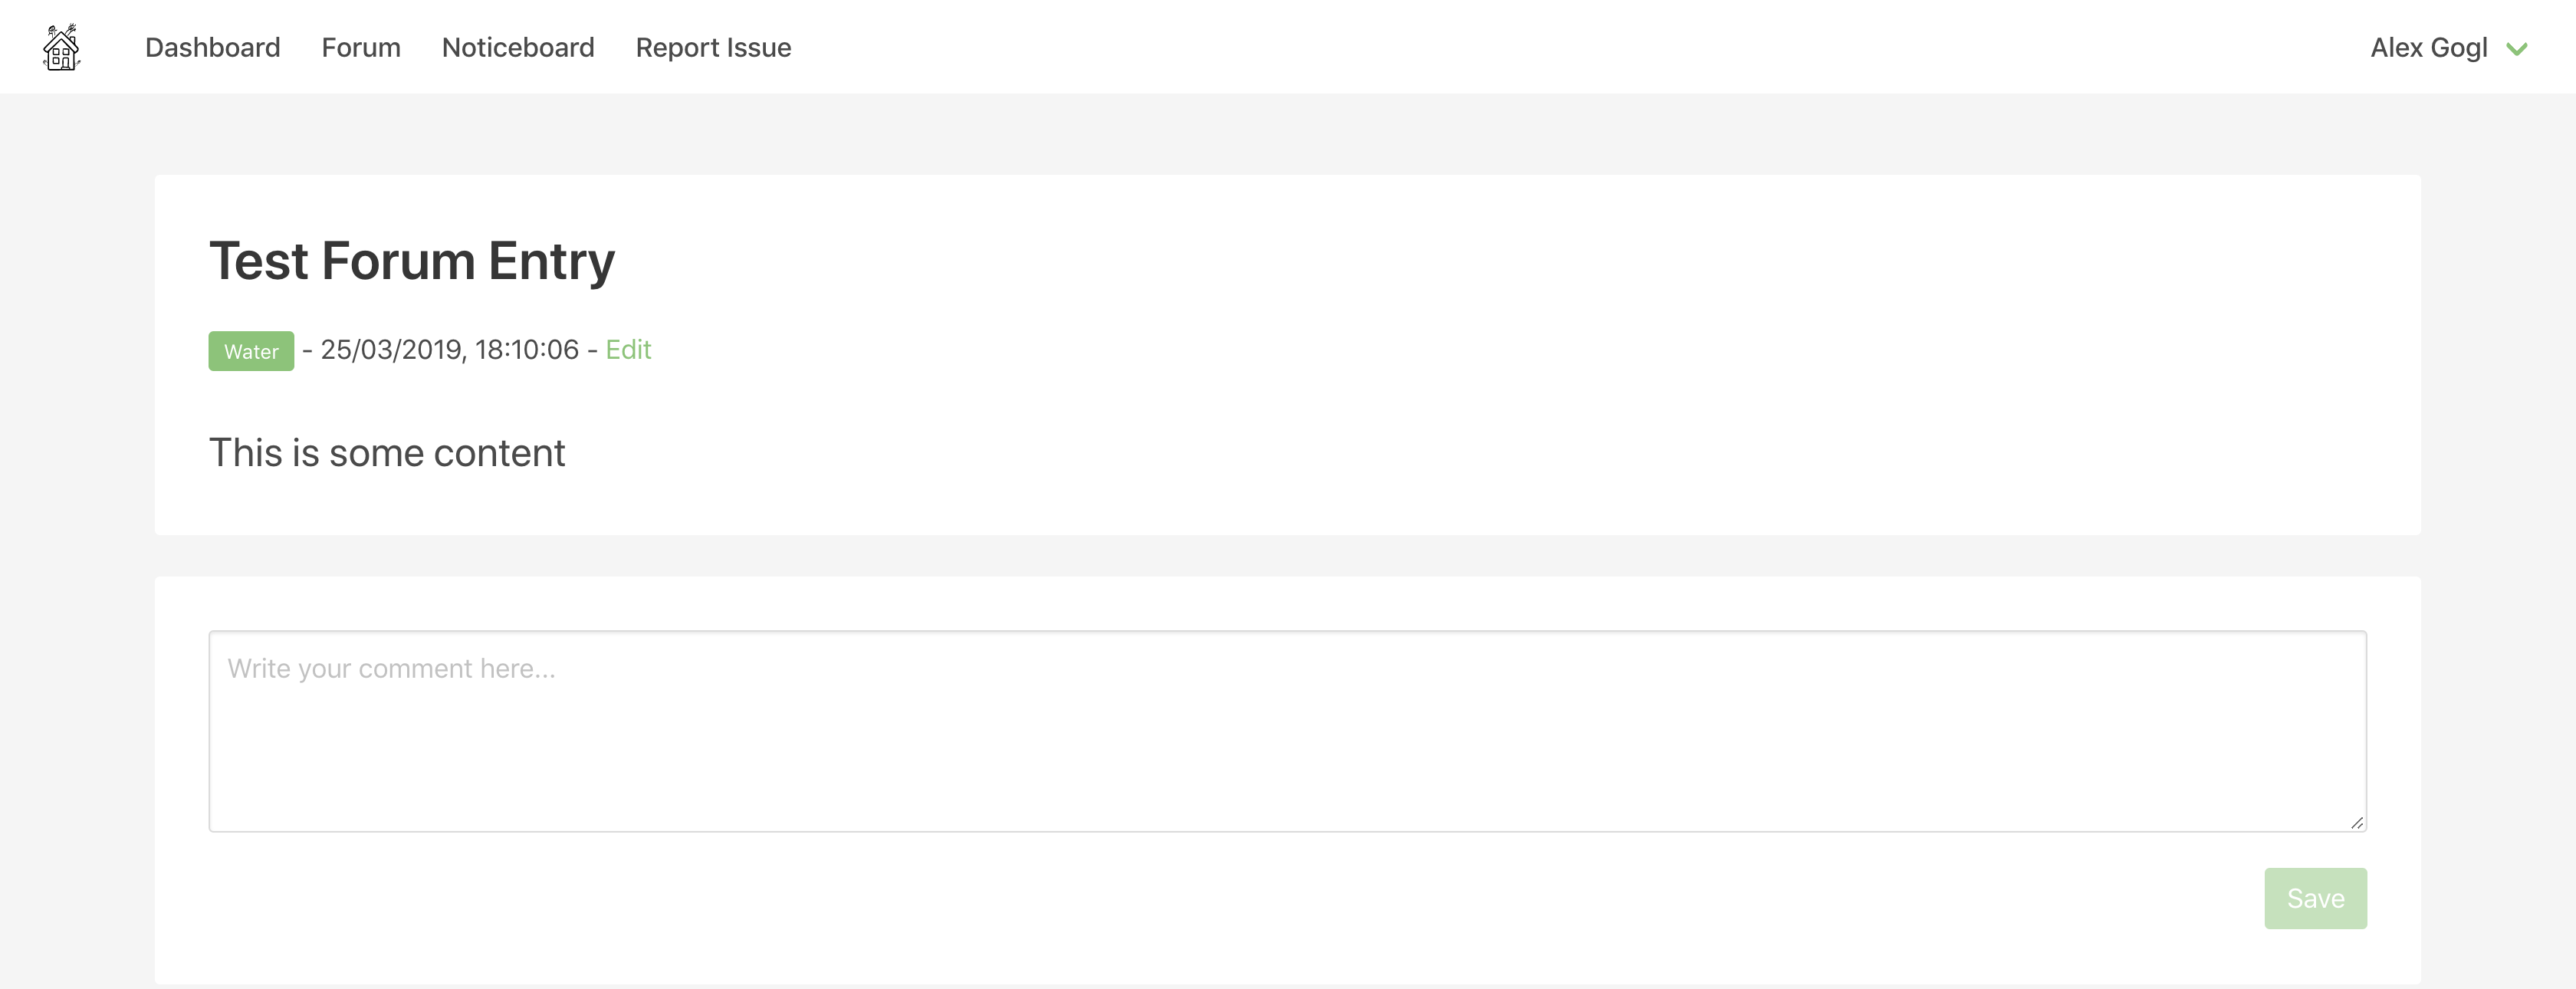 Dashboard Forum Noticeboard Report Issue Alex Gogl
Test Forum Entry
Water - 25/03/2019, 18:10:06 - Edit
This is some content
Write your comment here...
Save